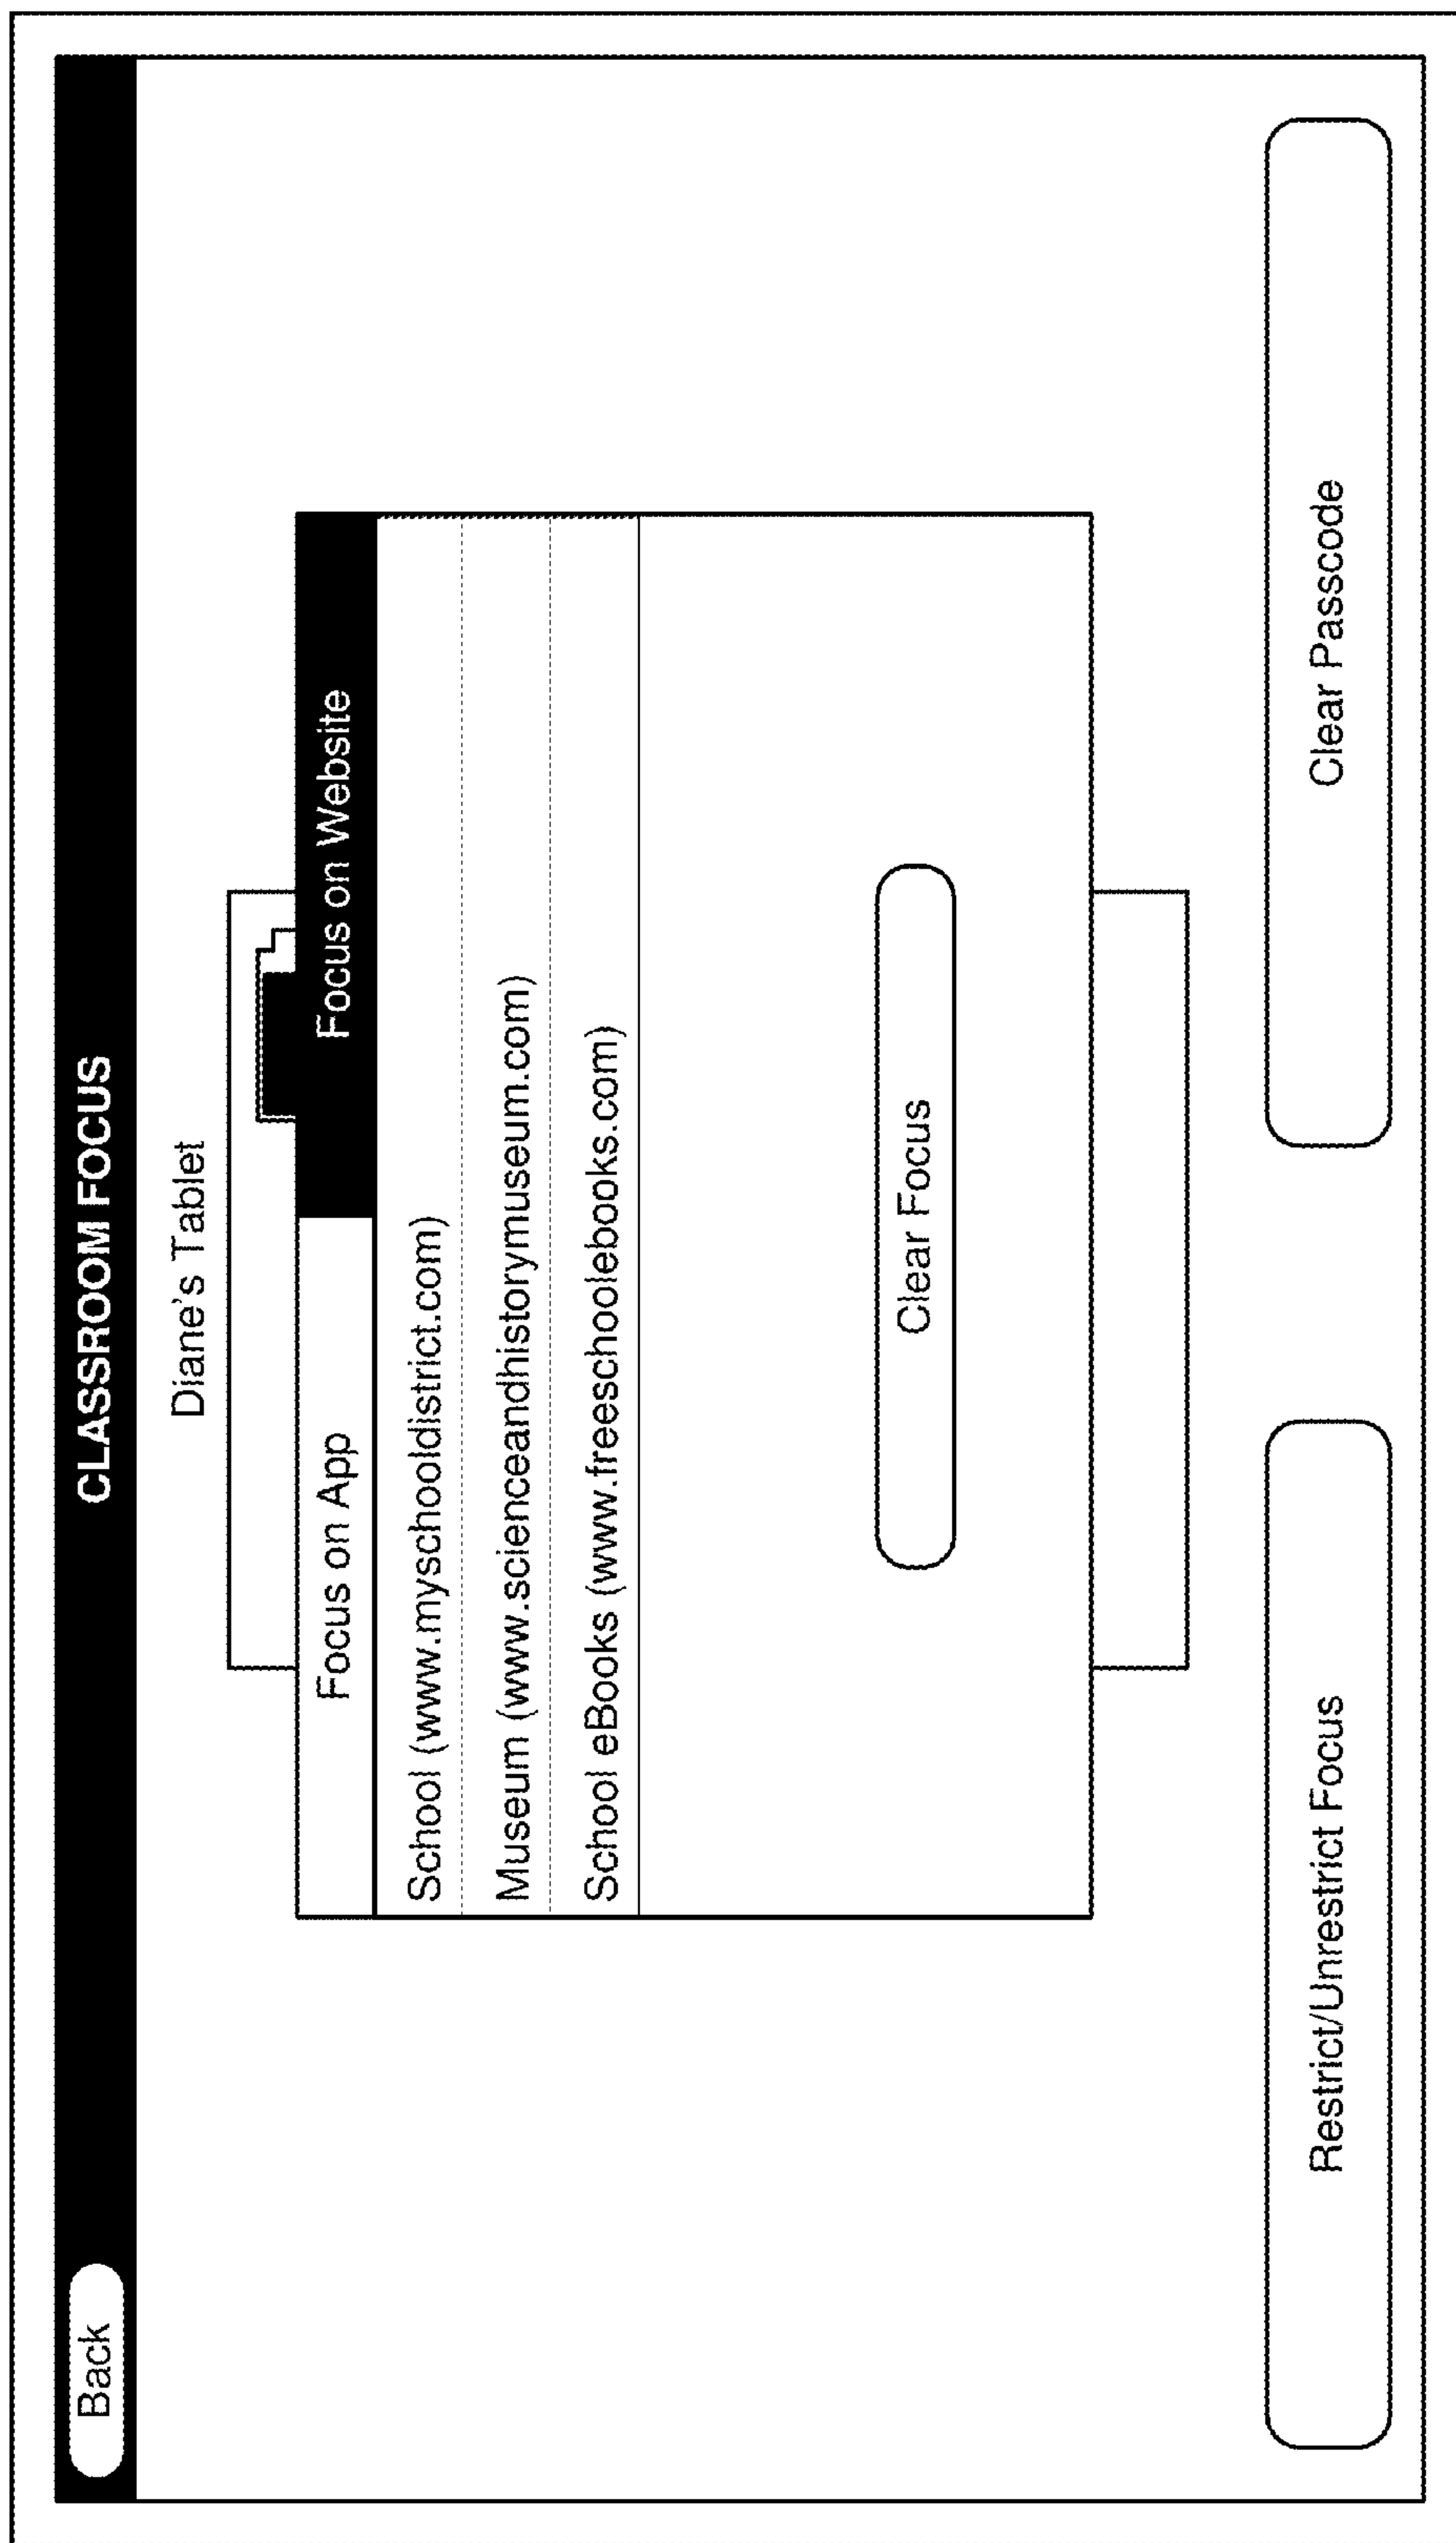 Back
CLASSROOM FOCUS
Diane's Tablet
Focus on App
Focus on Website
School (www.myschooldistrict.com)
Museum (www.scienceandhistorymuseum.com)
School eBooks (www.freeschoolebooks.com)
Clear Focus
Restrict/Unrestrict Focus
Clear Passcode